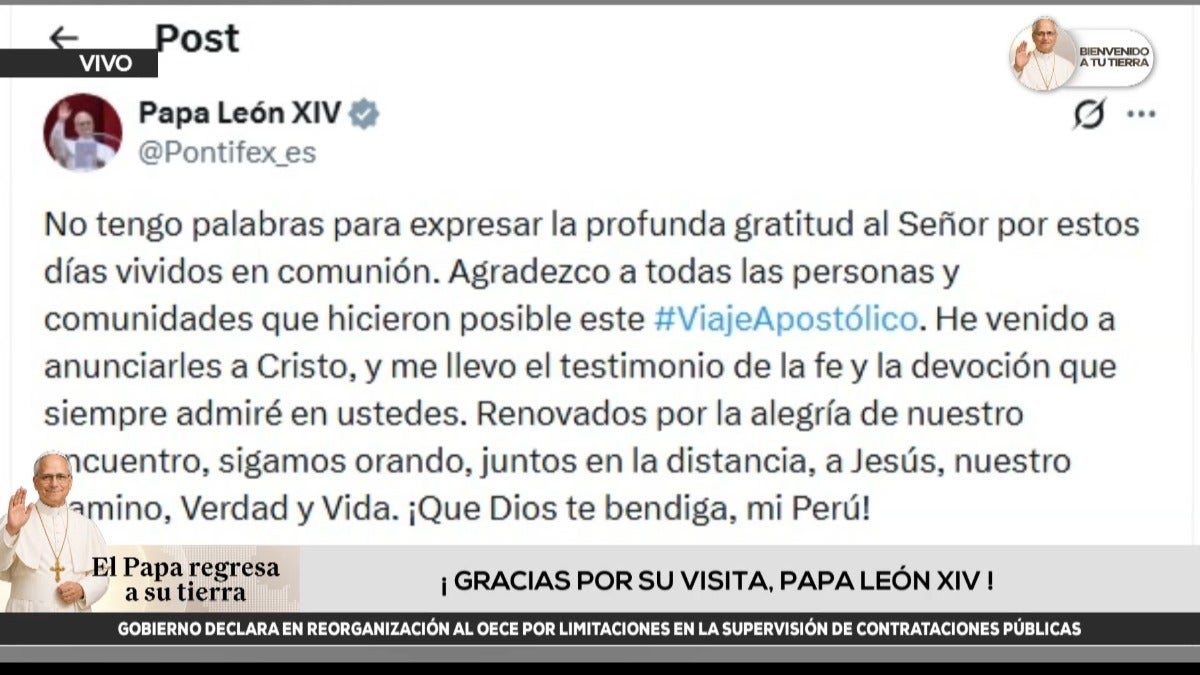 Post
VIVO
BIENVENIDO
A TU TIERRA
Papa León XIV
@Pontifex_es
No tengo palabras para expresar la profunda gratitud al Señor por estos
días vividos en comunión. Agradezco a todas las personas y
comunidades que hicieron posible este #ViajeApostólico. He venido a
anunciarles a Cristo, y me llevo el testimonio de la fe y la devoción que
siempre admiré en ustedes. Renovados por la alegría de nuestro
ncuentro, sigamos orando, juntos en la distancia, a Jesús, nuestro
amino, Verdad y Vida. ¡Que Dios te bendiga, mi Perú!
El Papa regresa
a su tierra
¡ GRACIAS POR SU VISITA, PAPA LEÓN XIV !
GOBIERNO DECLARA EN REORGANIZACIÓN AL OECE POR LIMITACIONES EN LA SUPERVISIÓN DE CONTRATACIONES PÚBLICAS